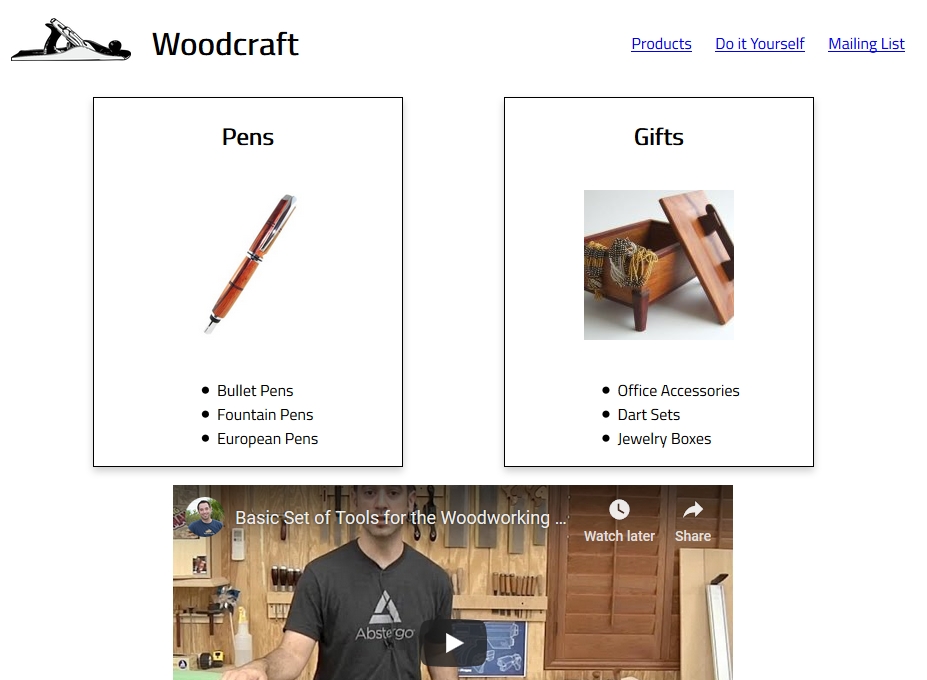 Woodcraft
Products Do it Yourself Mailing List
Pens
Bullet Pens
Fountain Pens
European Pens
Gifts
Office Accessories
Dart Sets
Jewelry Boxes
Basic Set of Tools for the Woodworking ...
Watch later
Share
Abstergo